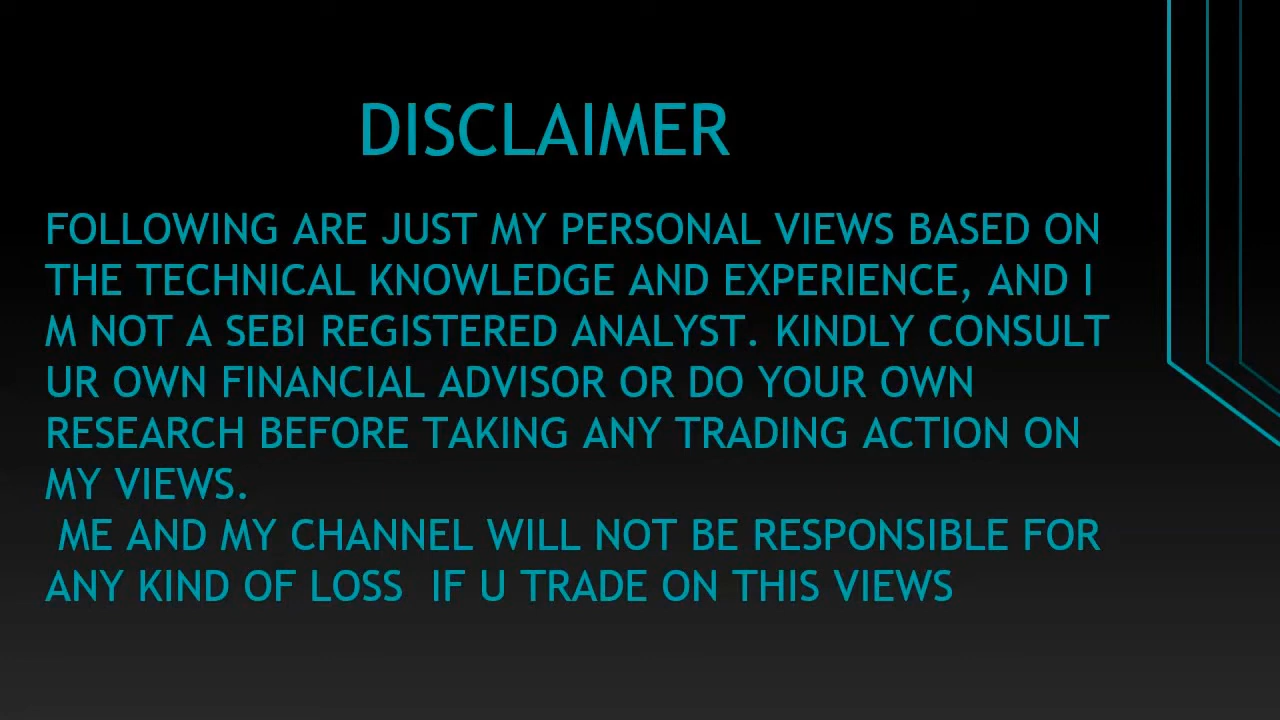 DISCLAIMER
FOLLOWING ARE JUST MY PERSONAL VIEWS BASED ON
THE TECHNICAL KNOWLEDGE AND EXPERIENCE, AND I
M NOT A SEBI REGISTERED ANALYST. KINDLY CONSULT
UR OWN FINANCIAL ADVISOR OR DO YOUR OWN
RESEARCH BEFORE TAKING ANY TRADING ACTION ON
MY VIEWS.
ME AND MY CHANNEL WILL NOT BE RESPONSIBLE FOR
ANY KIND OF LOSS  IF U TRADE ON THIS VIEWS